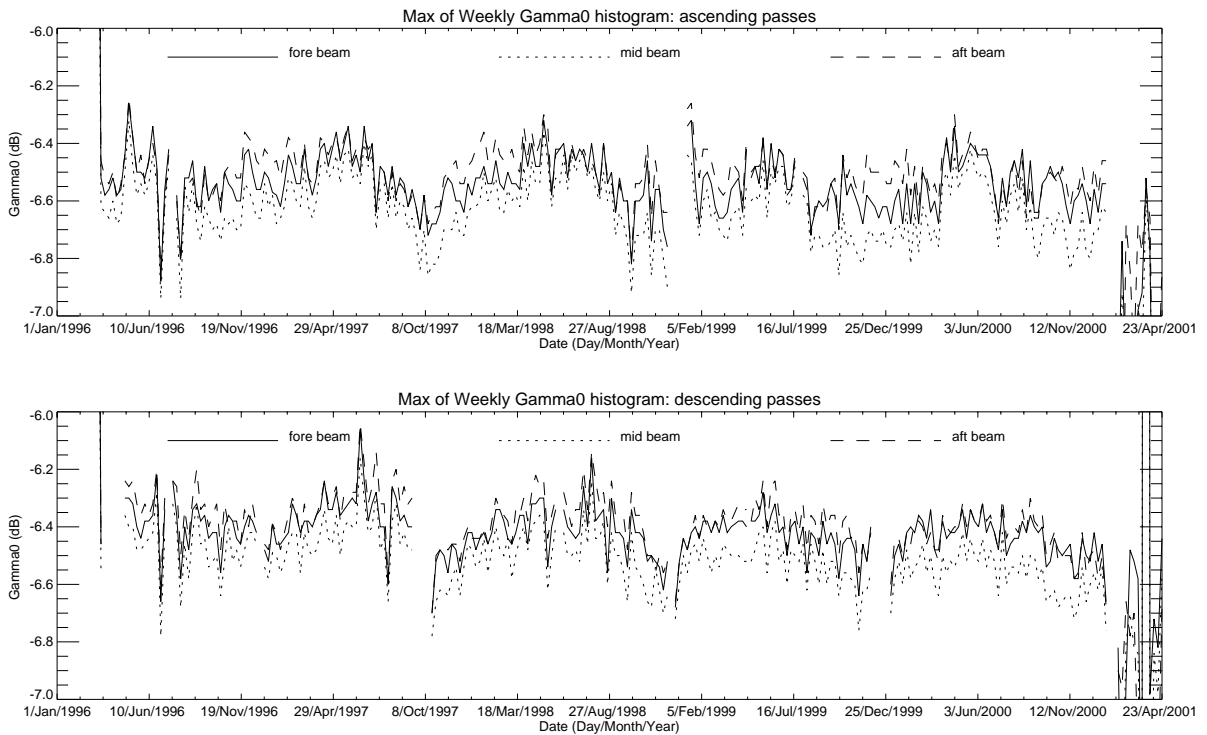 Max of Weekly Gamma0 histogram: ascending passes
-6.0
fore beam mid beam aft beam
-6.2
-6.4
Gamma0 (dB)
-6.6
-6.8
-7.0
1/Jan/1996 10/Jun/1996 19/Nov/1996 29/Apr/1997 8/Oct/1997 18/Mar/1998 27/Aug/1998 5/Feb/1999 16/Jul/1999 25/Dec/1999 3/Jun/2000 12/Nov/2000 23/Apr/2001
Date (Day/Month/Year)
Max of Weekly Gamma0 histogram: descending passes
-6.0
fore beam mid beam aft beam
-6.2
-6.4
Gamma0 (dB)
-6.6
-6.8
-7.0
1/Jan/1996 10/Jun/1996 19/Nov/1996 29/Apr/1997 8/Oct/1997 18/Mar/1998 27/Aug/1998 5/Feb/1999 16/Jul/1999 25/Dec/1999 3/Jun/2000 12/Nov/2000 23/Apr/2001
Date (Day/Month/Year)